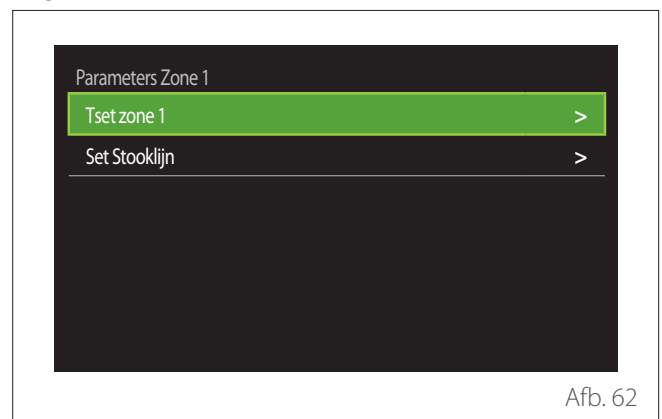 Parameters Zone 1
Tset zone 1 >
Set Stooklijn >
Afb. 62